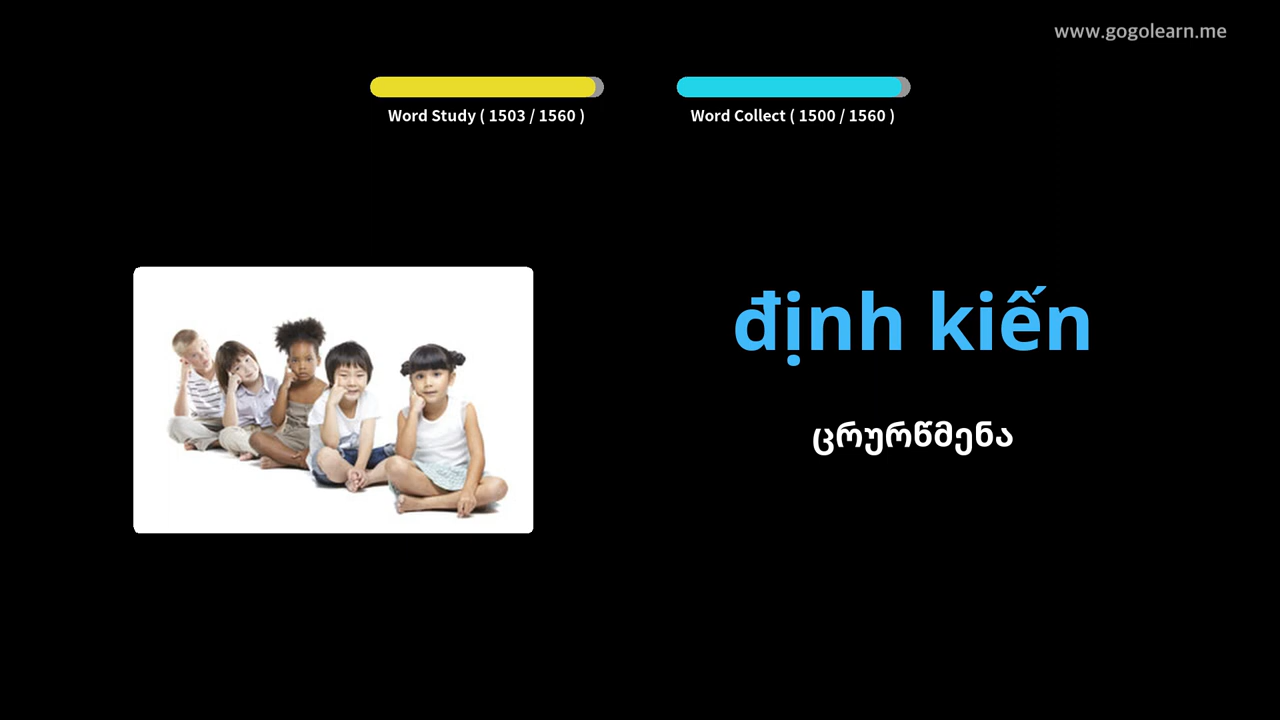 www.gogolearn.me
Word Study ( 1503 / 1560 )
Word Collect ( 1500 / 1560 )
định kiến
ცრურწმენა